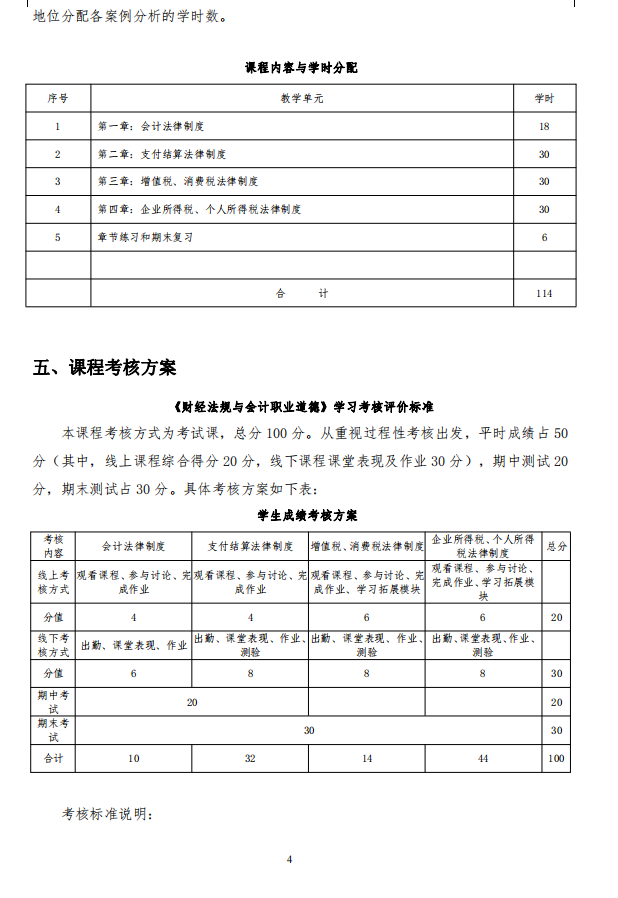 地位分配各案例分析的学时数。
课程内容与学时分配
序号 教学单元 学时
1 第一章：会计法律制度 18
2 第二章：支付结算法律制度 30
3 第三章：增值税、消费税法律制度 30
4 第四章：企业所得税、个人所得税法律制度 30
5 章节练习和期末复习 6
合 计 114
五、课程考核方案
《财经法规与会计职业道德》学习考核评价标准
本课程考核方式为考试课，总分 100 分。从重视过程性考核出发，平时成绩占 50
分（其中，线上课程综合得分 20 分，线下课程课堂表现及作业 30 分），期中测试 20
分，期末测试占 30 分。具体考核方案如下表：
学生成绩考核方案
考核
内容 会计法律制度 支付结算法律制度 增值税、消费税法律制度 企业所得税、个人所得
税法律制度 总分
线上考
核方式 观看课程、参与讨论、完
成作业 观看课程、参与讨论、完
成作业 观看课程、参与讨论、完
成作业、学习拓展模块 观看课程、参与讨论、
完成作业、学习拓展模
块
分值 4 4 6 6 20
线下考
核方式 出勤、课堂表现、作业 出勤、课堂表现、作业、
测验 出勤、课堂表现、作业、
测验 出勤、课堂表现、作业、
测验
分值 6 8 8 8 30
期中考
试 20 20
期末考
试 30 30
合计 10 32 14 44 100
考核标准说明：
4